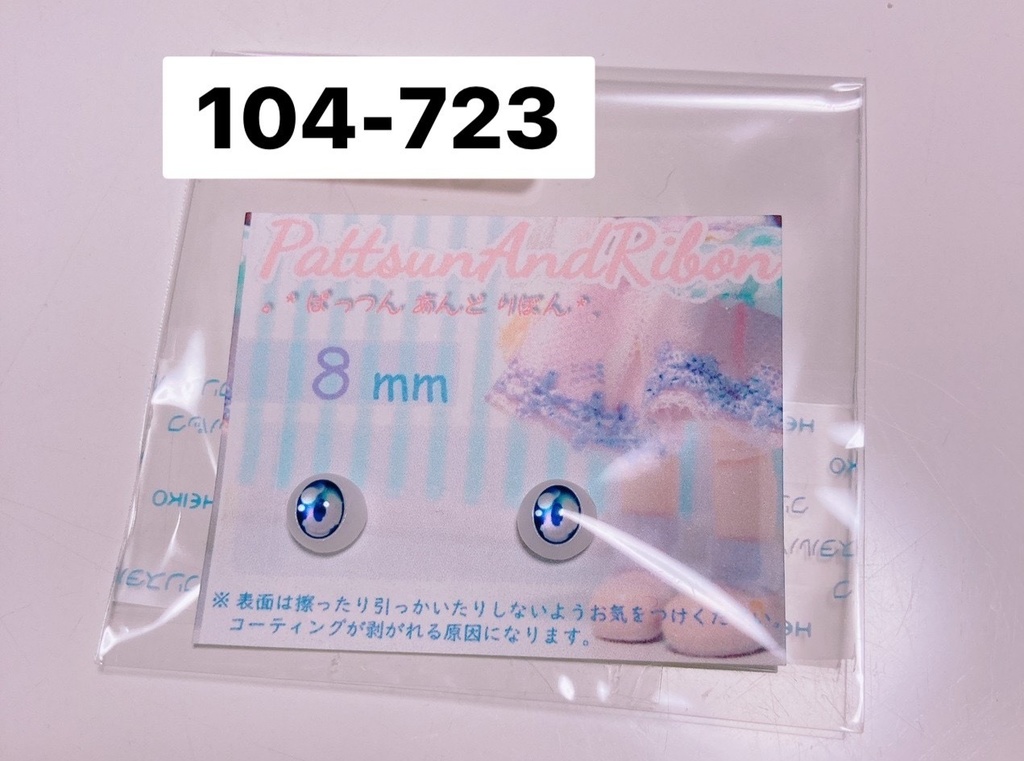 104-723
PattsunAndRibon
。*ぱっつん あんど りぼん*。
8 mm
HEIKO
HEIKO
※ 表面は擦ったり引っかいたりしないようお気をつけください。
コーティングが剥がれる原因になります。